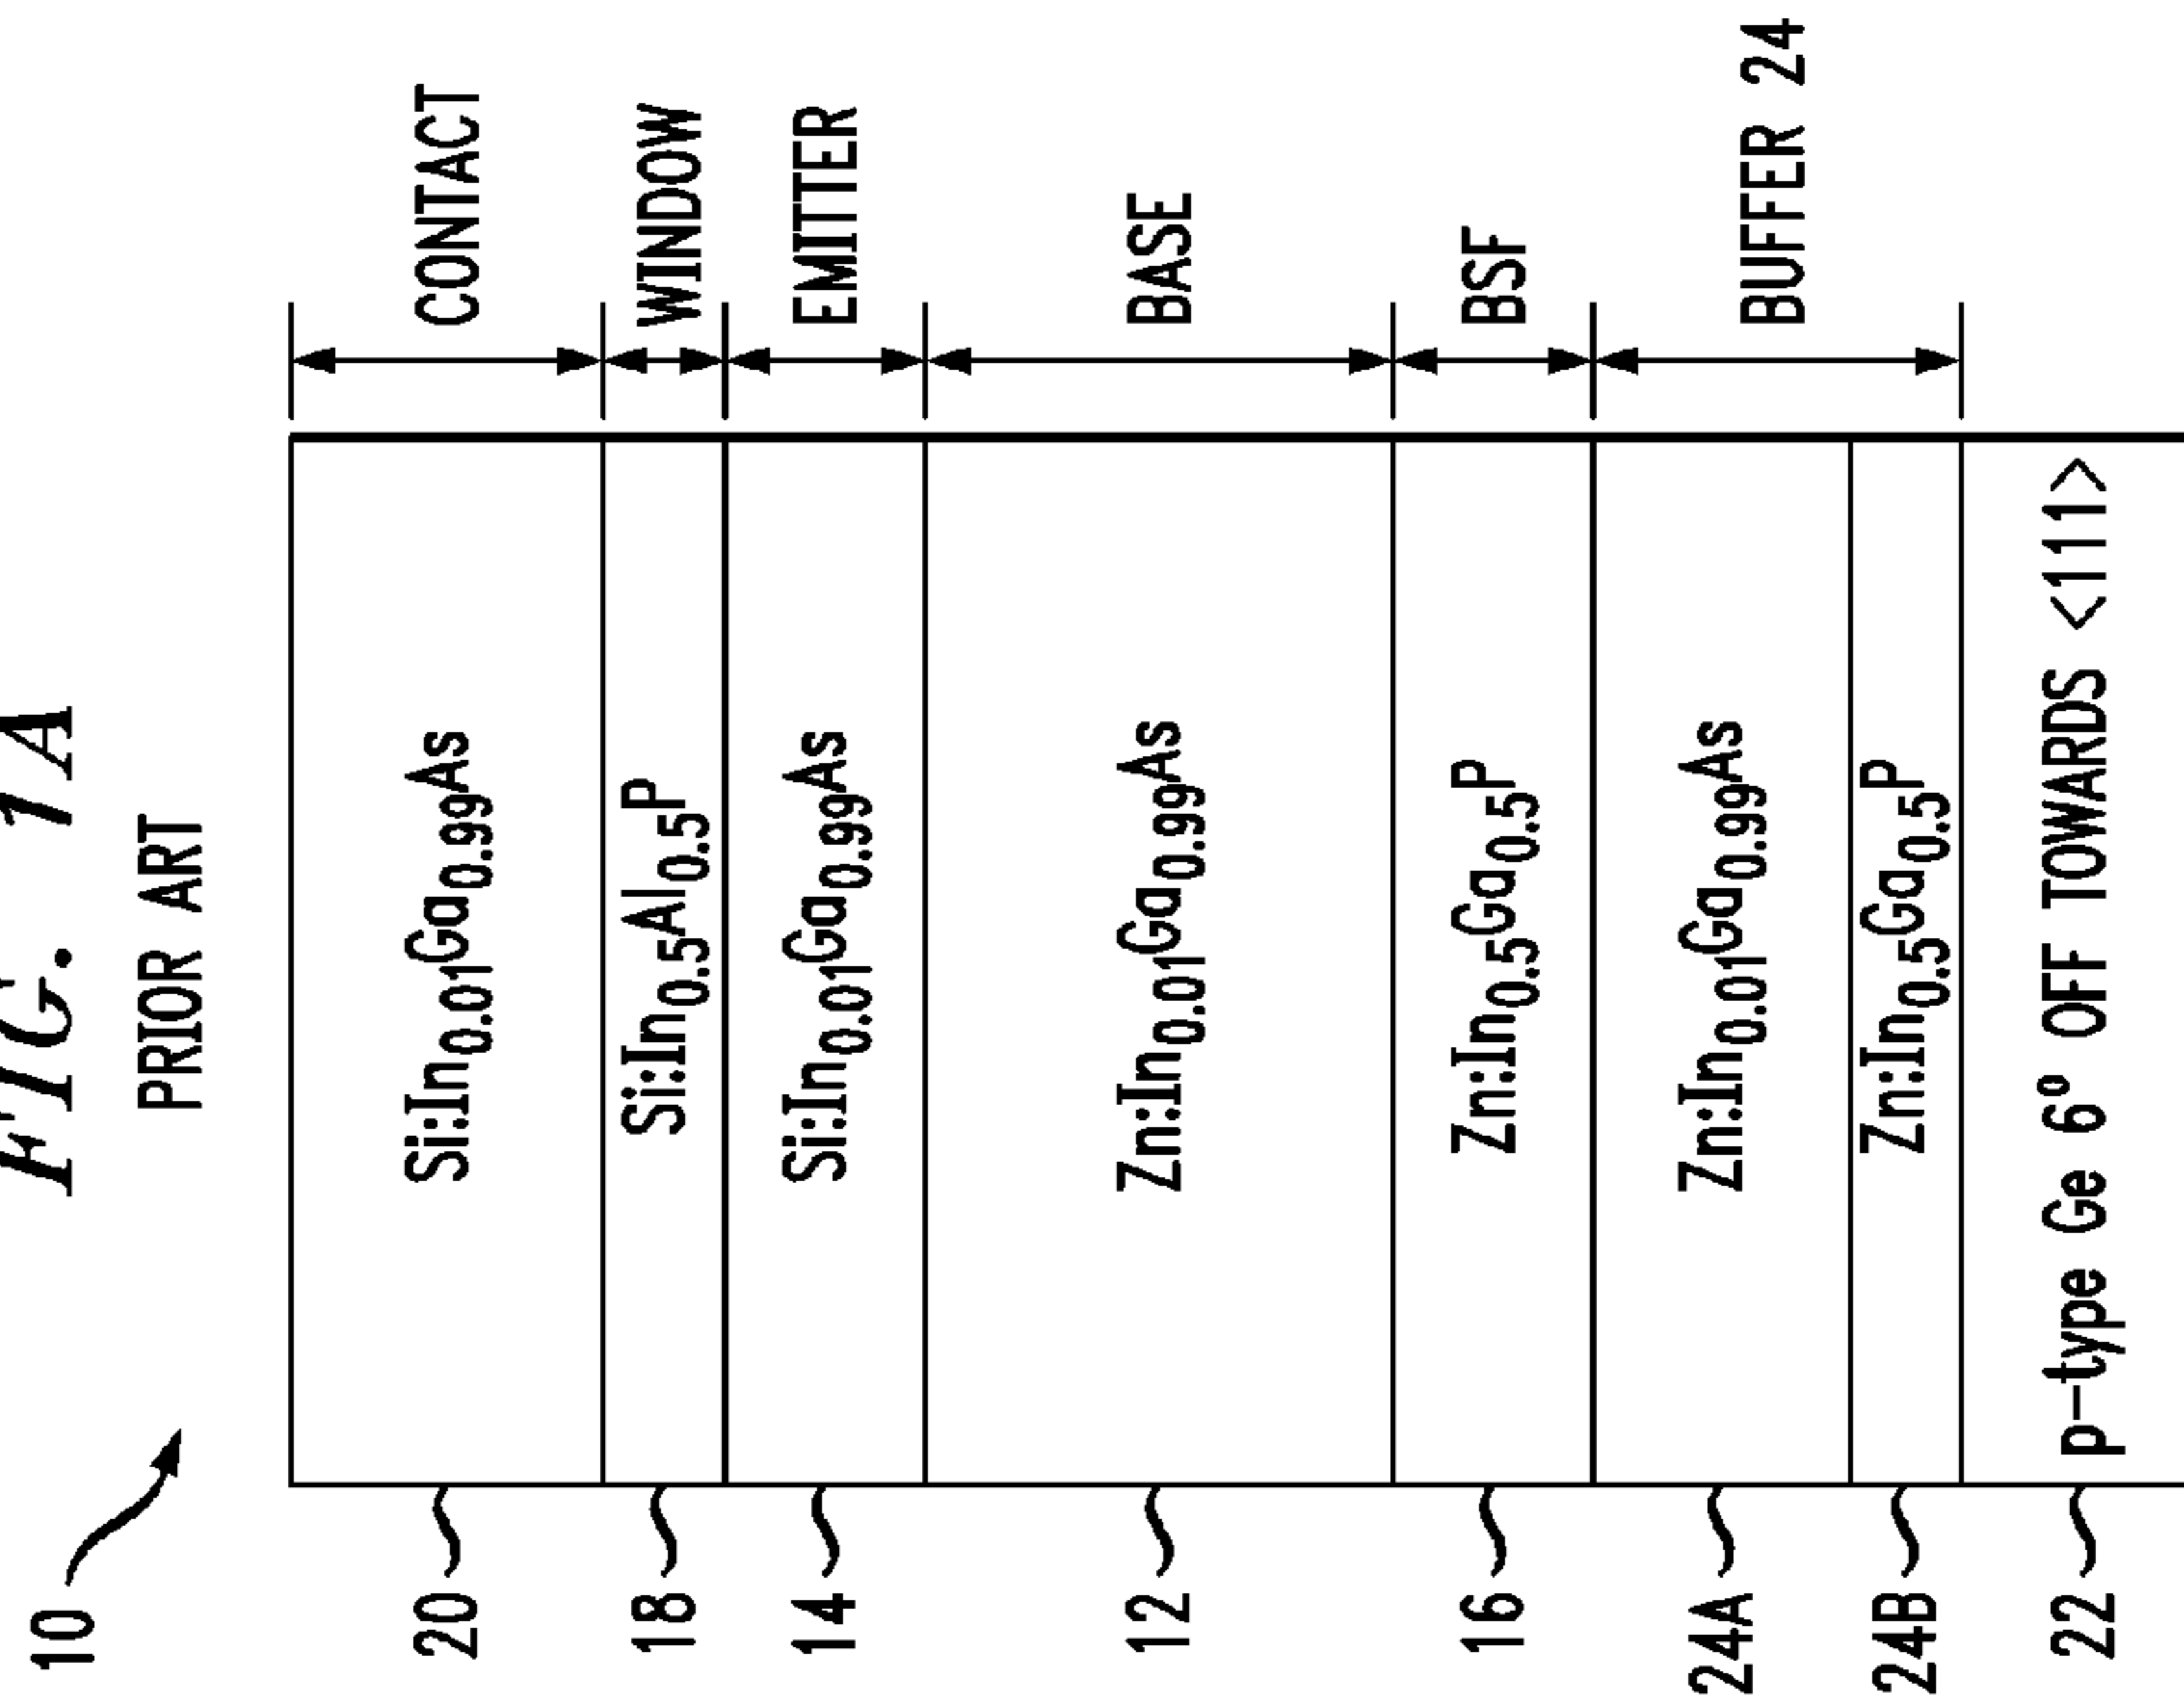 FIG. 1A
PRIOR ART
10
20 Si:In0.01Ga0.99As CONTACT
18 Si:In0.5Al0.5P WINDOW
14 Si:In0.01Ga0.99As EMITTER
12 Zn:In0.01Ga0.99As BASE
16 Zn:In0.5Ga0.5P BSF
24A Zn:In0.01Ga0.99As BUFFER 24
24B Zn:In0.5Ga0.5P
22 p-type Ge 6° OFF TOWARDS <111>